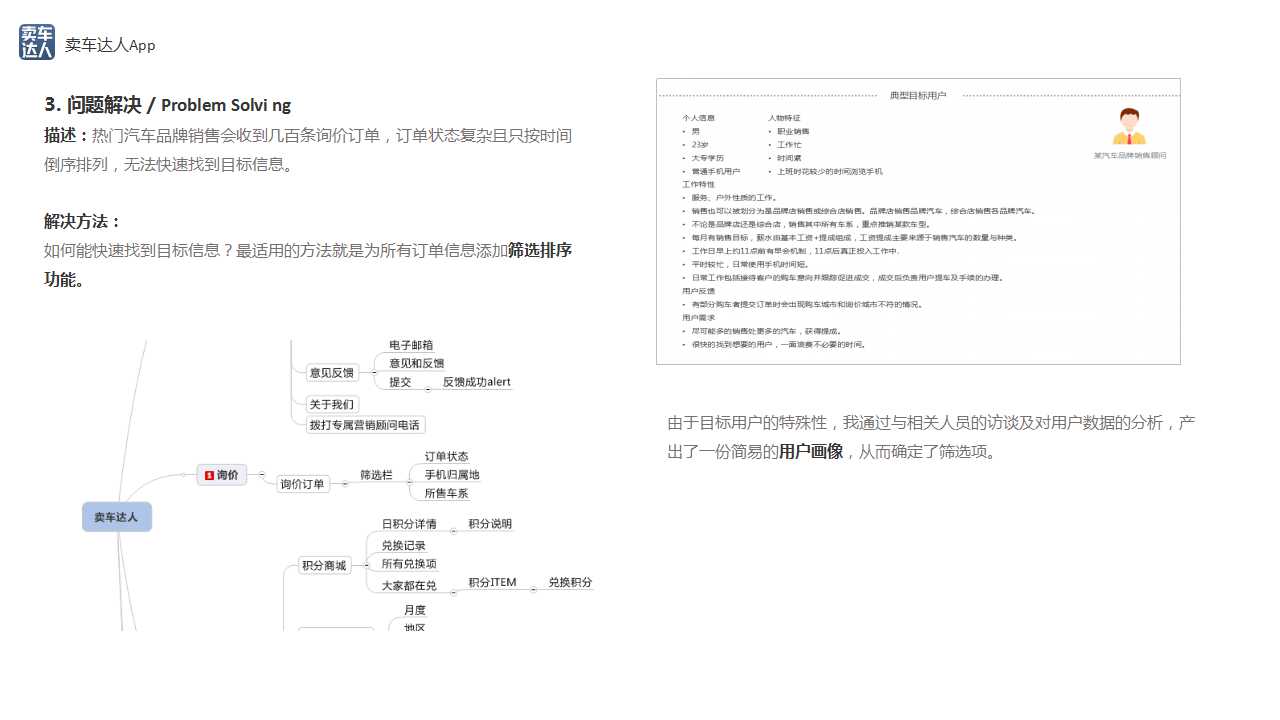 卖车
达人
卖车达人App
3. 问题解决 / Problem Solvi ng
描述：热门汽车品牌销售会收到几百条询价订单，订单状态复杂且只按时间
倒序排列，无法快速找到目标信息。
解决方法：
如何能快速找到目标信息？最适用的方法就是为所有订单信息添加筛选排序
功能。
电子邮箱
意见反馈
意见和反馈
提交
反馈成功alert
关于我们
拨打专属营销顾问电话
卖车达人
1 询价
询价订单
筛选栏
订单状态
手机归属地
所售车系
积分商城
日积分详情
积分说明
兑换记录
所有兑换项
大家都在兑
积分ITEM
兑换积分
月度
地区
典型目标用户
个人信息
• 男
• 23岁
• 大专学历
• 普通手机用户
人物特征
• 职业销售
• 工作忙
• 时间紧
• 上班时花较少的时间浏览手机
某汽车品牌销售顾问
工作特性
• 服务、户外性质的工作。
• 销售也可以被划分为是品牌店销售或综合店销售。品牌店销售品牌汽车，综合店销售各品牌汽车。
• 不论是品牌店还是综合店，销售其中所有车系，重点推销某款车型。
• 每月有销售目标，薪水由基本工资+提成组成，工资提成主要来源于销售汽车的数量与种类。
• 工作日早上约11点前有早会机制，11点后真正投入工作中.
• 平时较忙，日常使用手机时间短。
• 日常工作包括接待客户的购车意向并跟踪促进成交，成交后负责用户提车及手续的办理。
用户反馈
• 有部分购车者提交订单时会出现购车城市和询价城市不符的情况。
用户需求
• 尽可能多的销售处更多的汽车，获得提成。
• 很快的找到想要的用户，一面浪费不必要的时间。
由于目标用户的特殊性，我通过与相关人员的访谈及对用户数据的分析，产
出了一份简易的用户画像，从而确定了筛选项。